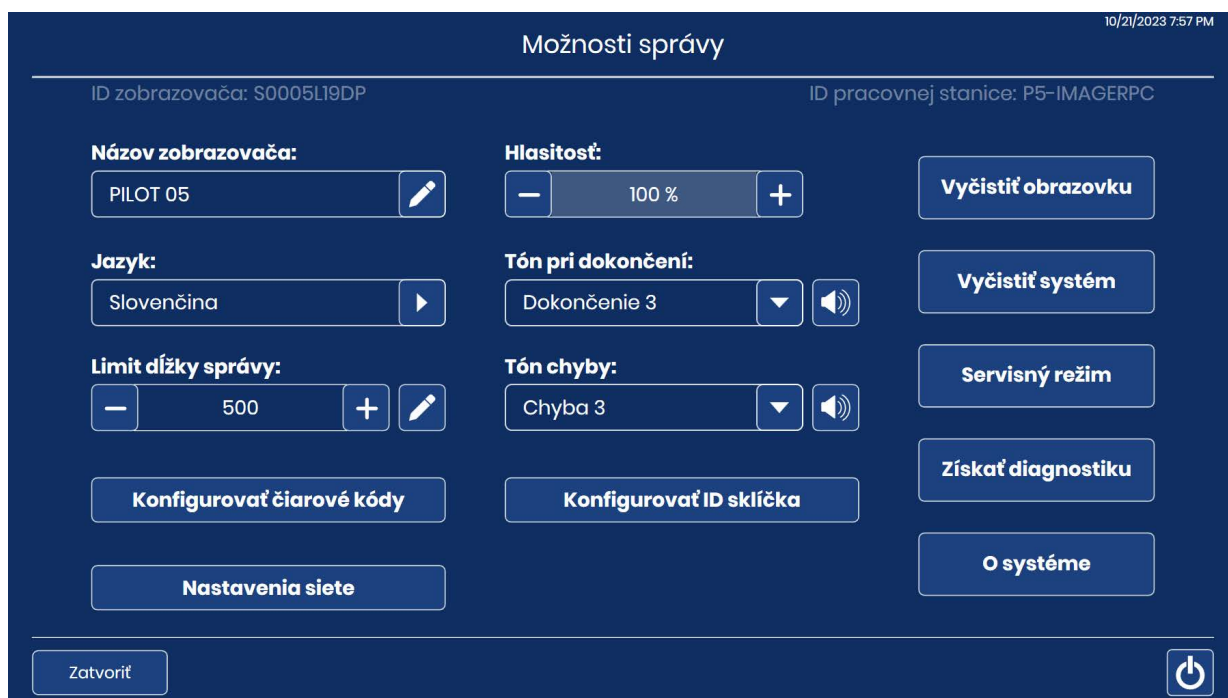 10/21/2023 7:57 PM
Možnosti správy
ID zobrazovača: S0005L19DP
ID pracovnej stanice: P5-IMAGERPC
Názov zobrazovača:
PILOT 05
Hlasitosť:
100 %
Vyčistiť obrazovku
Jazyk:
Slovenčina
Tón pri dokončení:
Dokončenie 3
Vyčistiť systém
Limit dĺžky správy:
500
Tón chyby:
Chyba 3
Servisný režim
Získať diagnostiku
Konfigurovať čiarové kódy
Konfigurovať ID sklíčka
O systéme
Nastavenia siete
Zatvoriť